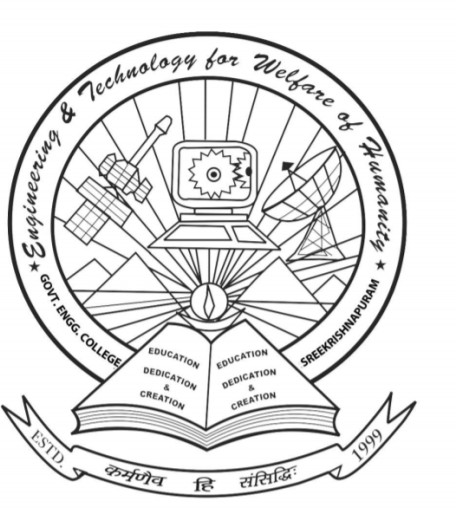 ★ Engineering & Technology for Welfare of Humanity ★
GOVT. ENGG. COLLEGE
SREEKRISHNAPURAM
EDUCATION
DEDICATION
&
CREATION
EDUCATION
DEDICATION
&
CREATION
ESTD.
कर्मणैव हि संसिद्धिः
1999